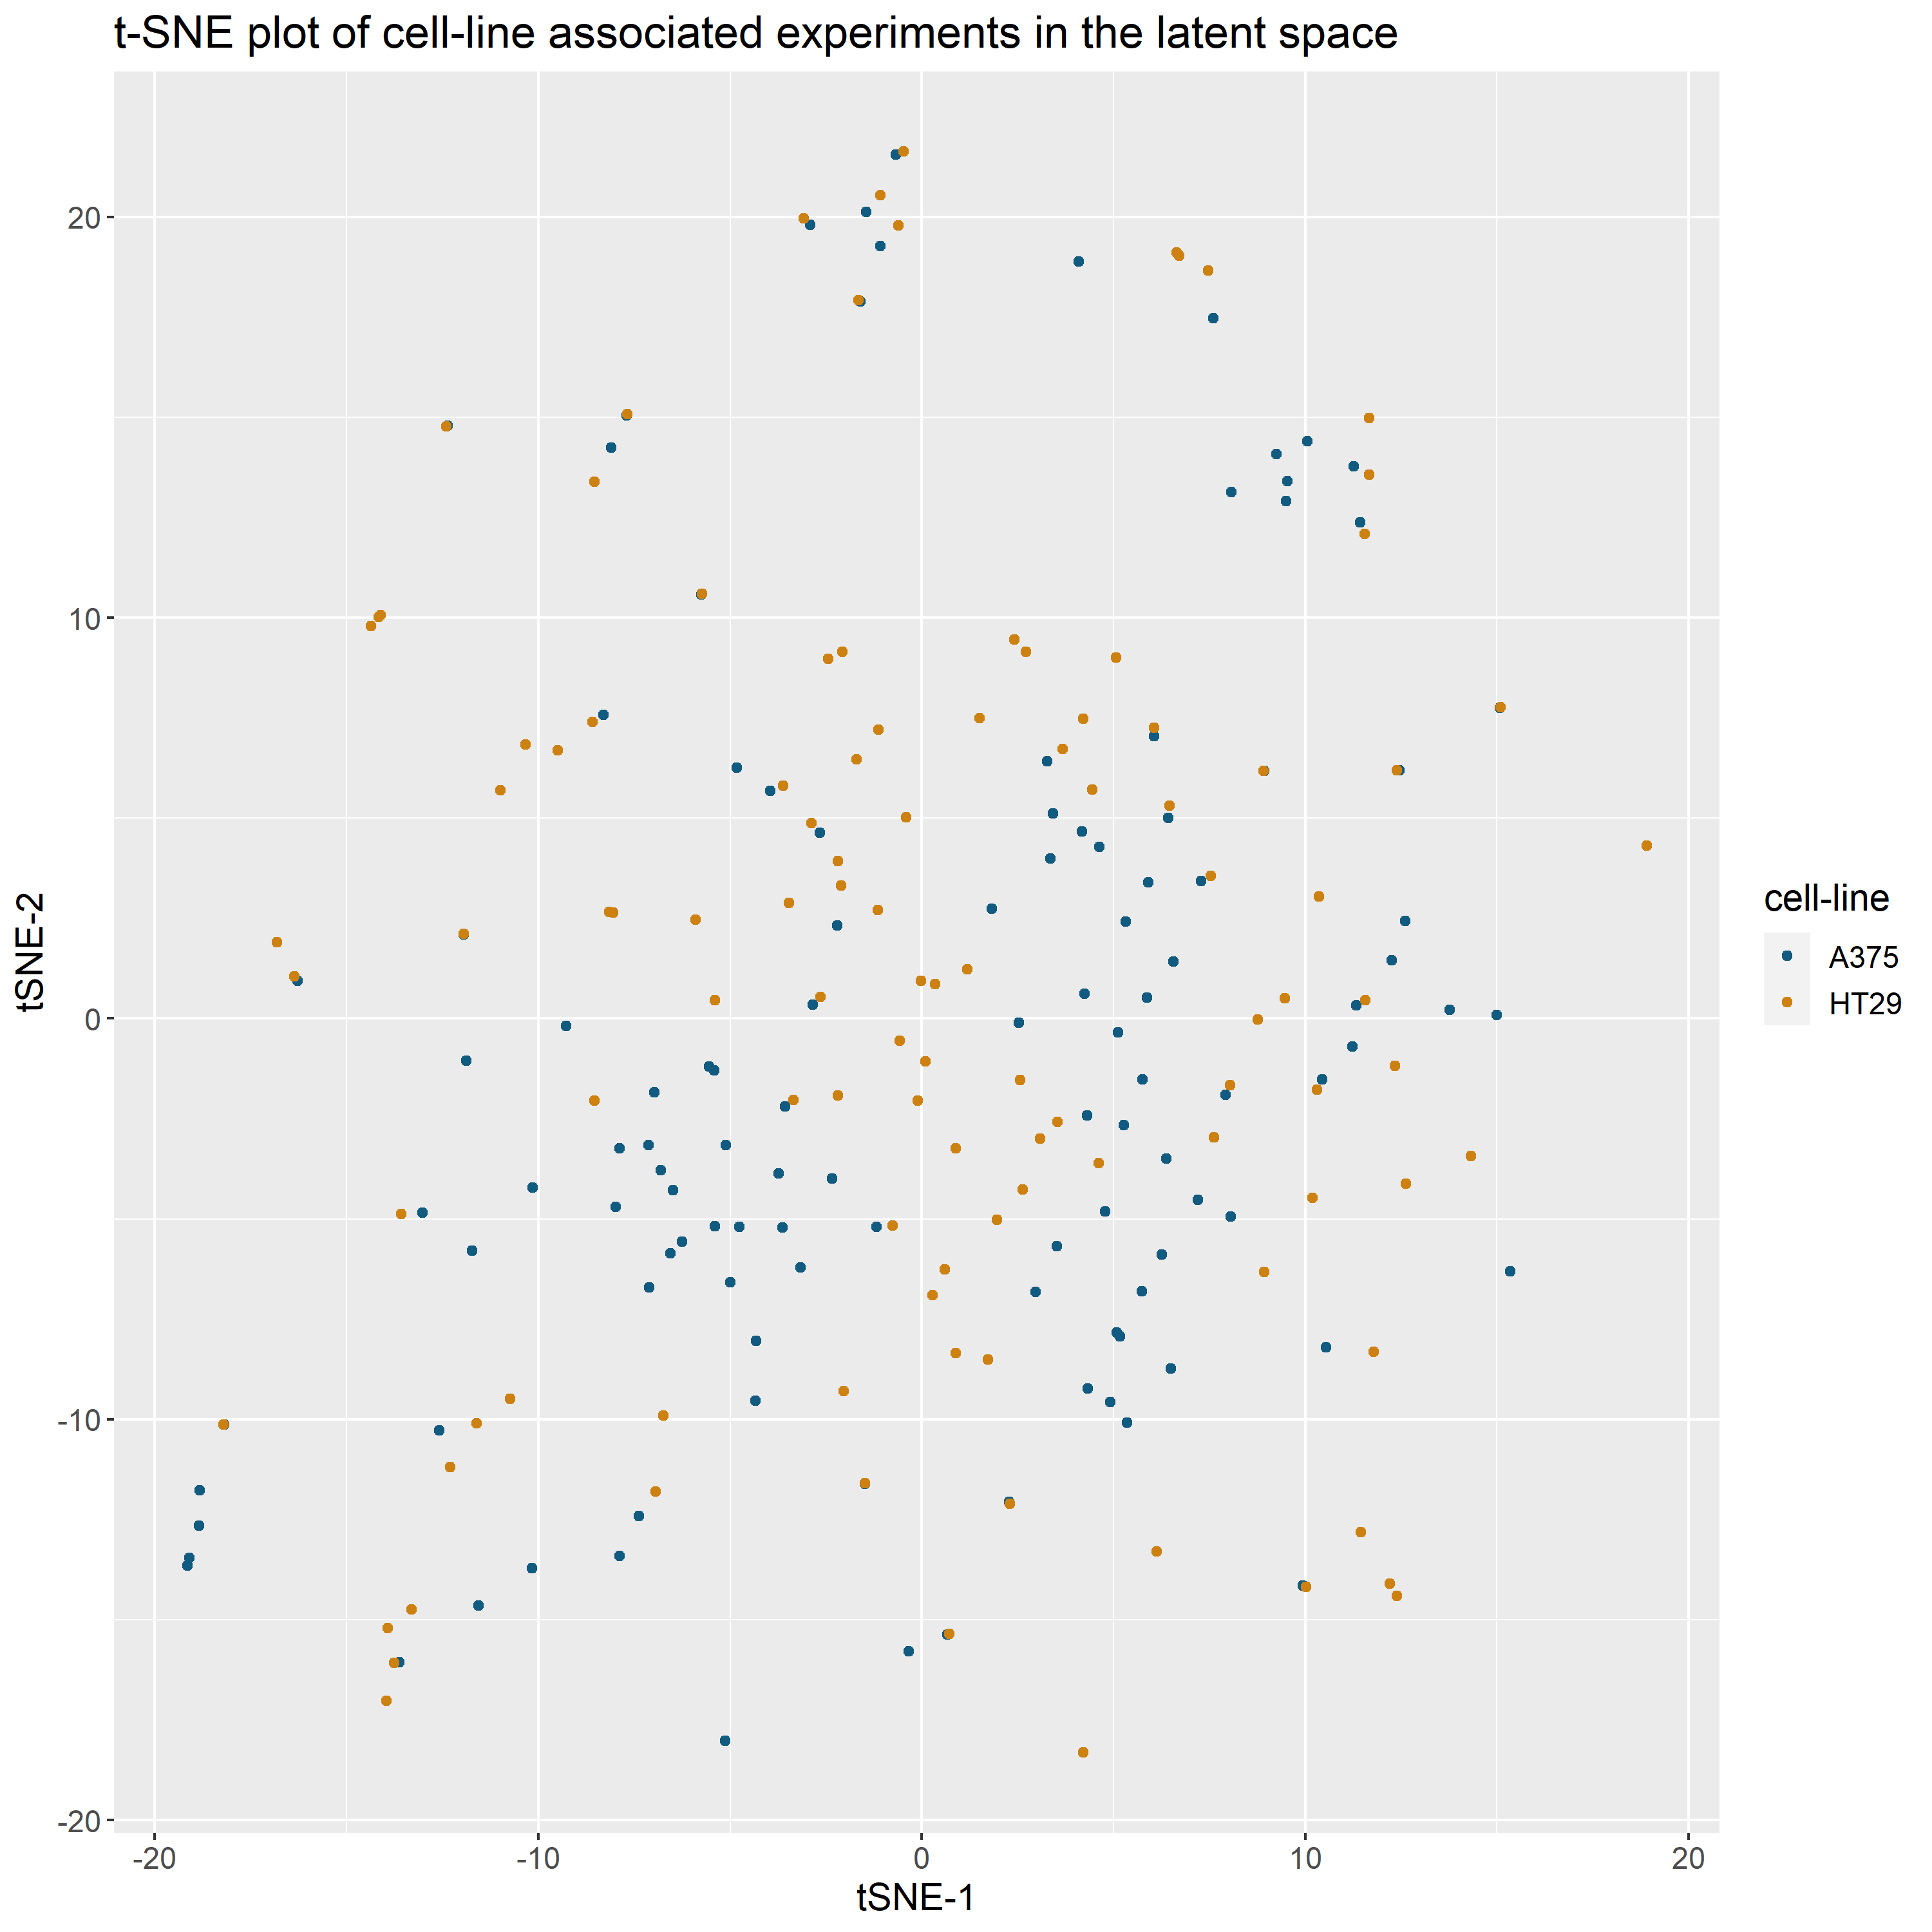 t-SNE plot of cell-line associated experiments in the latent space
tSNE-2
20
10
0
-10
-20
-20
-10
0
10
20
tSNE-1
cell-line
A375
HT29